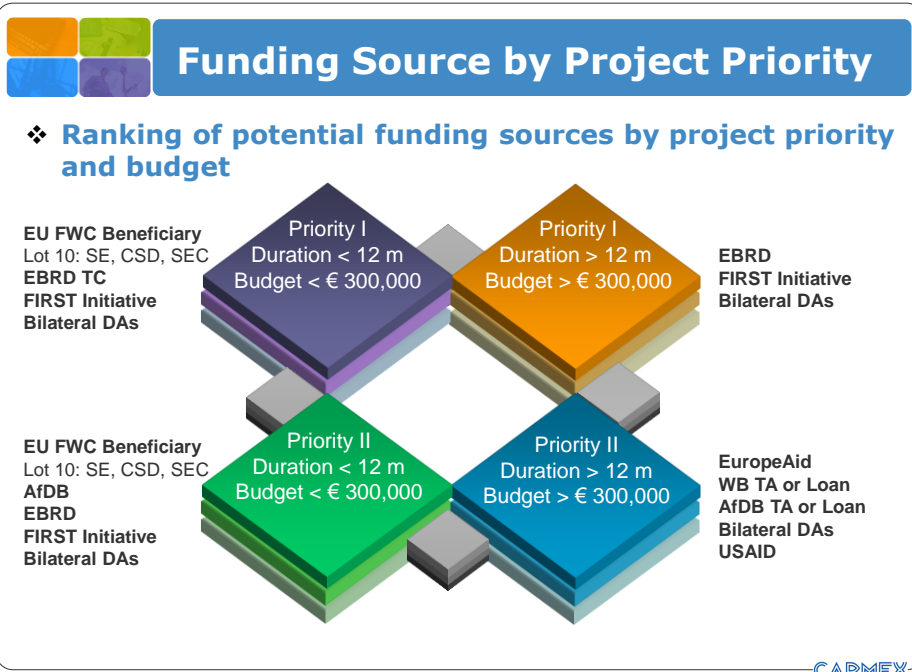 Funding Source by Project Priority
❖ Ranking of potential funding sources by project priority
and budget
EU FWC Beneficiary
Lot 10: SE, CSD, SEC
EBRD TC
FIRST Initiative
Bilateral DAs
Priority I
Duration < 12 m
Budget < € 300,000
Priority I
Duration > 12 m
Budget > € 300,000
EBRD
FIRST Initiative
Bilateral DAs
EU FWC Beneficiary
Lot 10: SE, CSD, SEC
AfDB
EBRD
FIRST Initiative
Bilateral DAs
Priority II
Duration < 12 m
Budget < € 300,000
Priority II
Duration > 12 m
Budget > € 300,000
EuropeAid
WB TA or Loan
AfDB TA or Loan
Bilateral DAs
USAID
CAPMEX